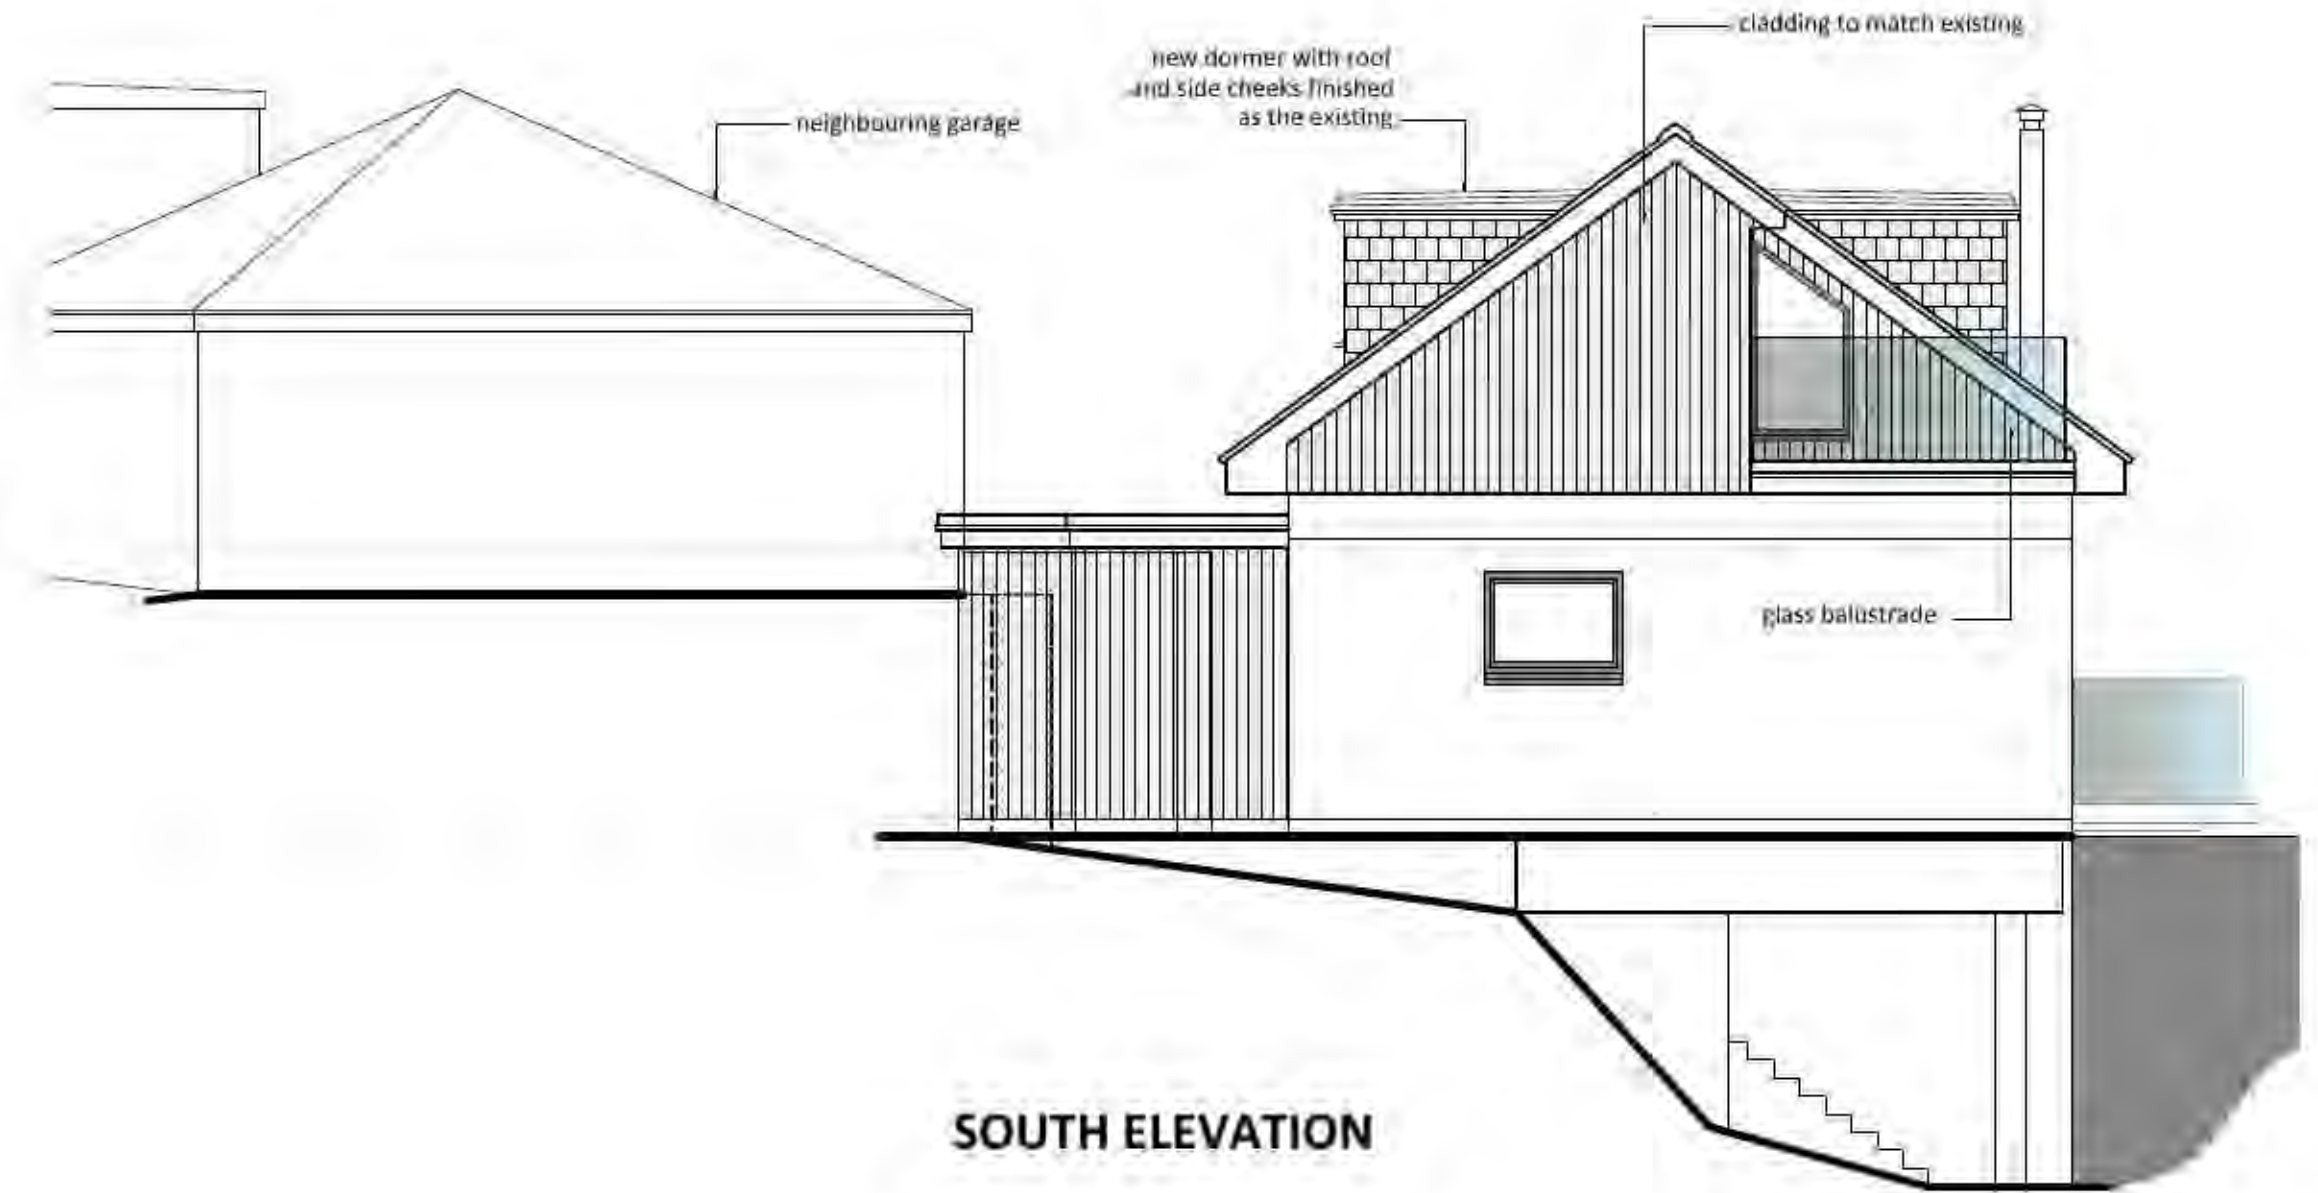 cladding to match existing
new dormer with roof
and side cheeks finished
as the existing
neighbouring garage
glass balustrade
SOUTH ELEVATION